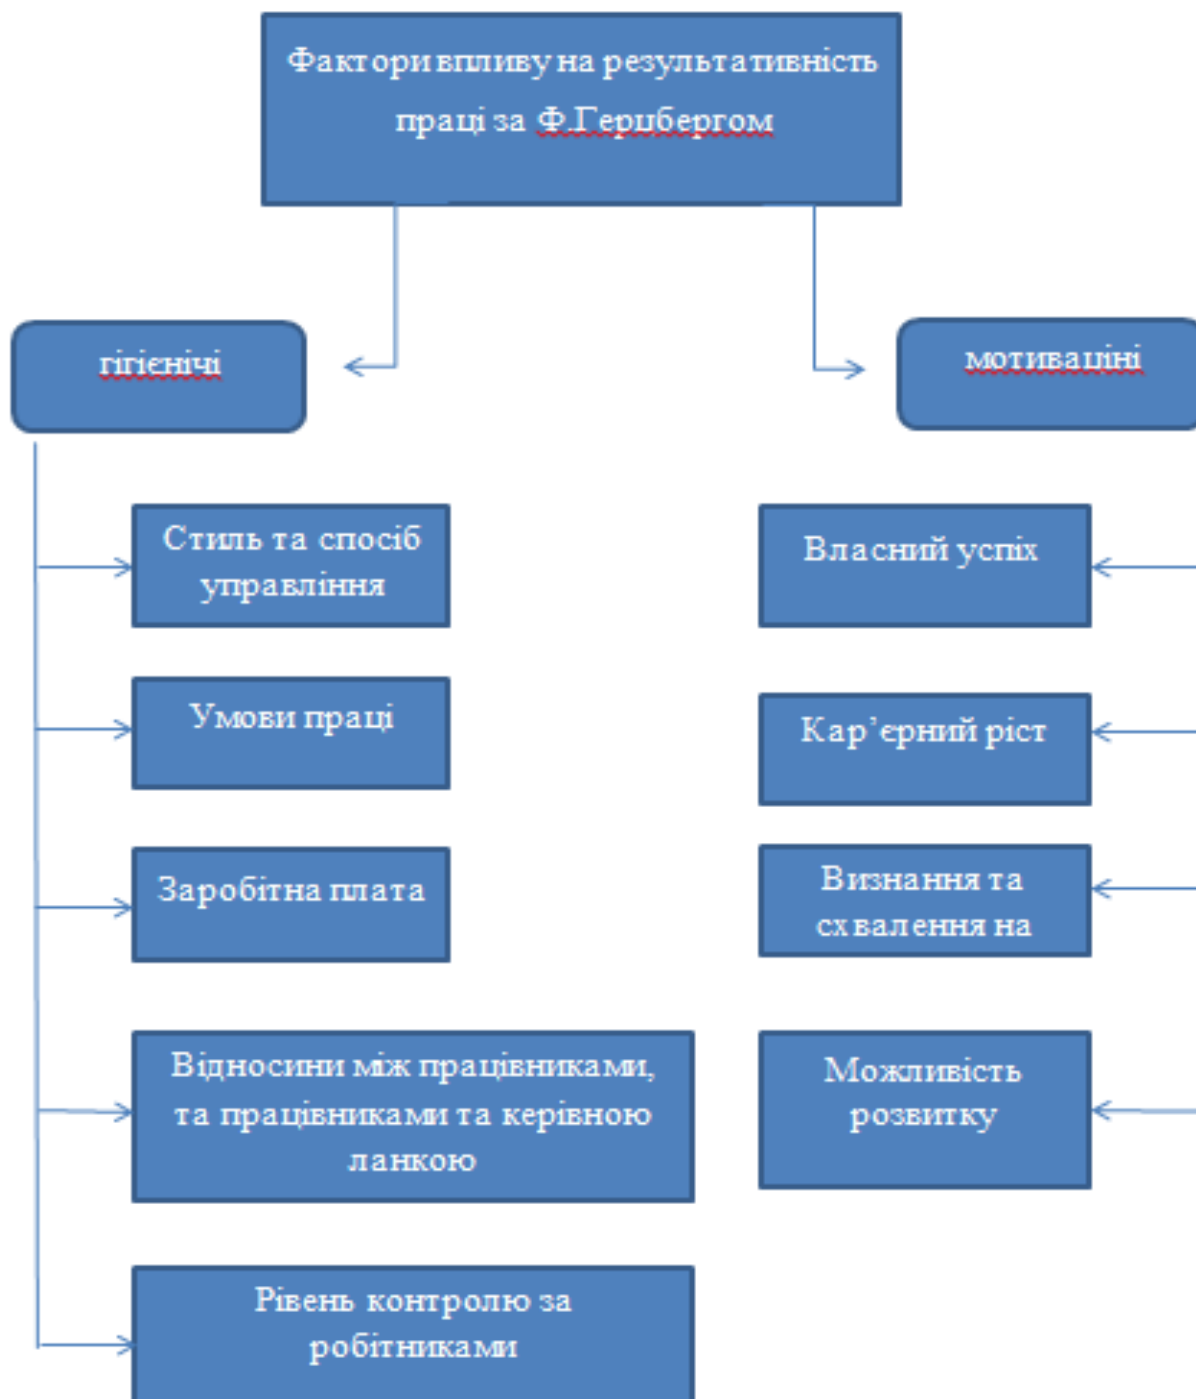 Фактори впливу на результативність
праці за Ф.Герцбергом
гігієнічі
мотиваціні
Стиль та спосіб
управління
Умови праці
Заробітна плата
Відносини між працівниками,
та працівниками та керівною
ланкою
Рівень контролю за
робітниками
Власний успіх
Кар’єрний ріст
Визнання та
схвалення на
Можливість
розвитку